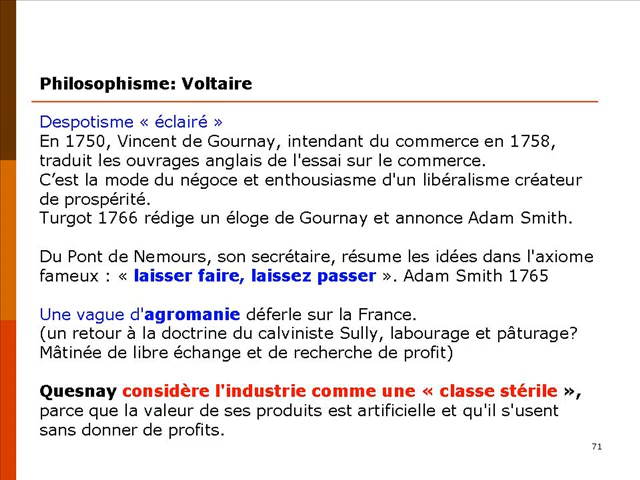 Philosophisme: Voltaire
Despotisme « éclairé »
En 1750, Vincent de Gournay, intendant du commerce en 1758,
traduit les ouvrages anglais de l'essai sur le commerce.
C’est la mode du négoce et enthousiasme d'un libéralisme créateur
de prospérité.
Turgot 1766 rédige un éloge de Gournay et annonce Adam Smith.
Du Pont de Nemours, son secrétaire, résume les idées dans l'axiome
fameux : « laisser faire, laissez passer ». Adam Smith 1765
Une vague d'agromanie déferle sur la France.
(un retour à la doctrine du calviniste Sully, labourage et pâturage?
Mâtinée de libre échange et de recherche de profit)
Quesnay considère l'industrie comme une « classe stérile »,
parce que la valeur de ses produits est artificielle et qu'il s'usent
sans donner de profits.
71